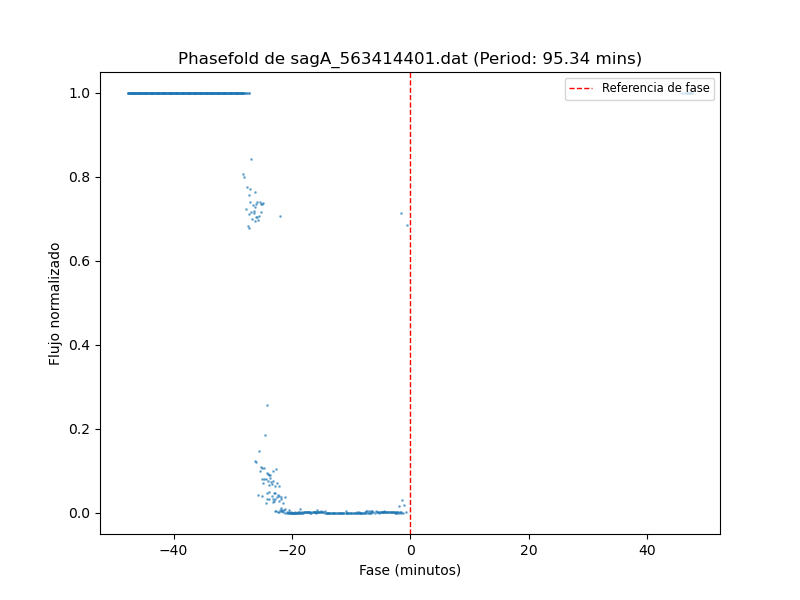 Phasefold de sagA_563414401.dat (Period: 95.34 mins)
Referencia de fase
1.0
0.8
0.6
0.4
0.2
0.0
Flujo normalizado
−40
−20
0
20
40
Fase (minutos)